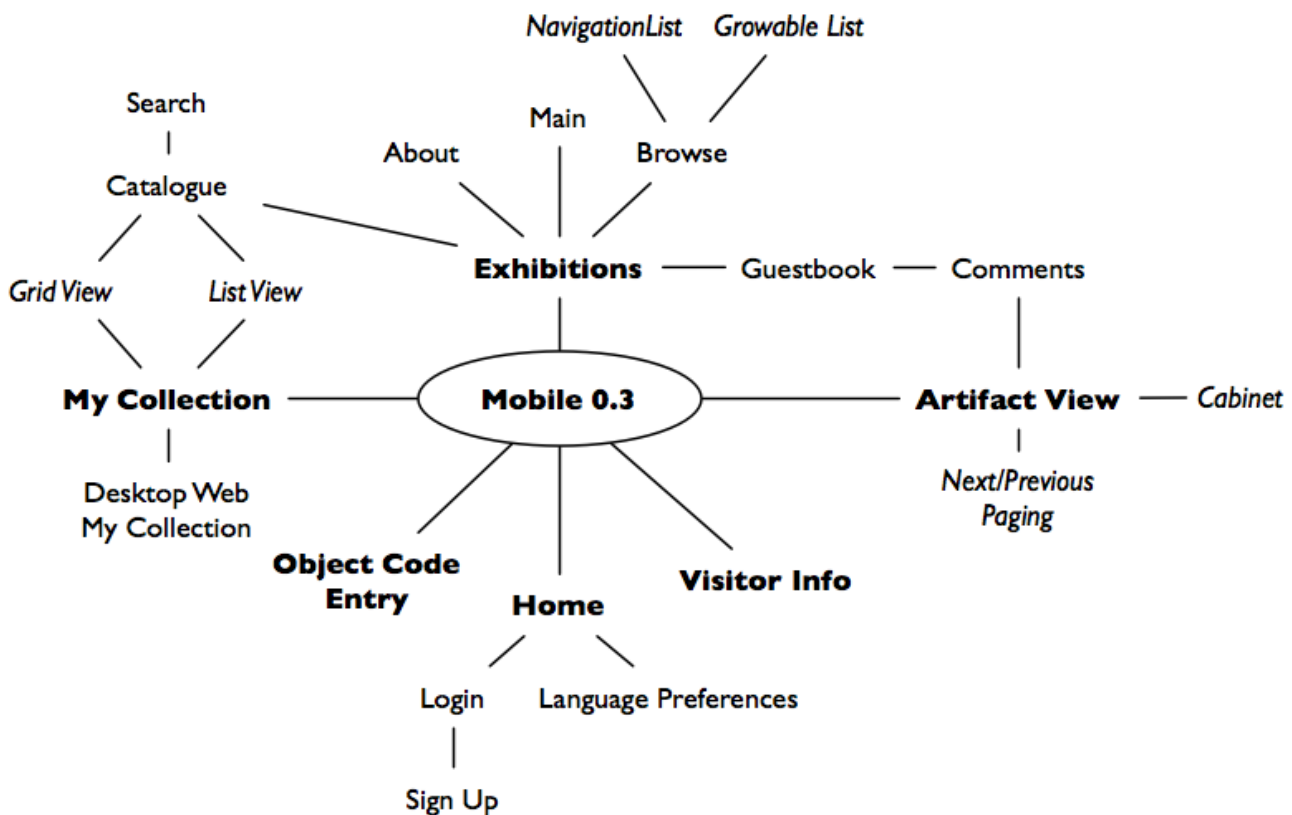 NavigationList
Growable List
Search
Main
About
Browse
Catalogue
Exhibitions
Guestbook
Comments
Grid View
List View
My Collection
Mobile 0.3
Artifact View
Cabinet
Desktop Web
My Collection
Next/Previous
Paging
Object Code
Entry
Visitor Info
Home
Login
Language Preferences
Sign Up